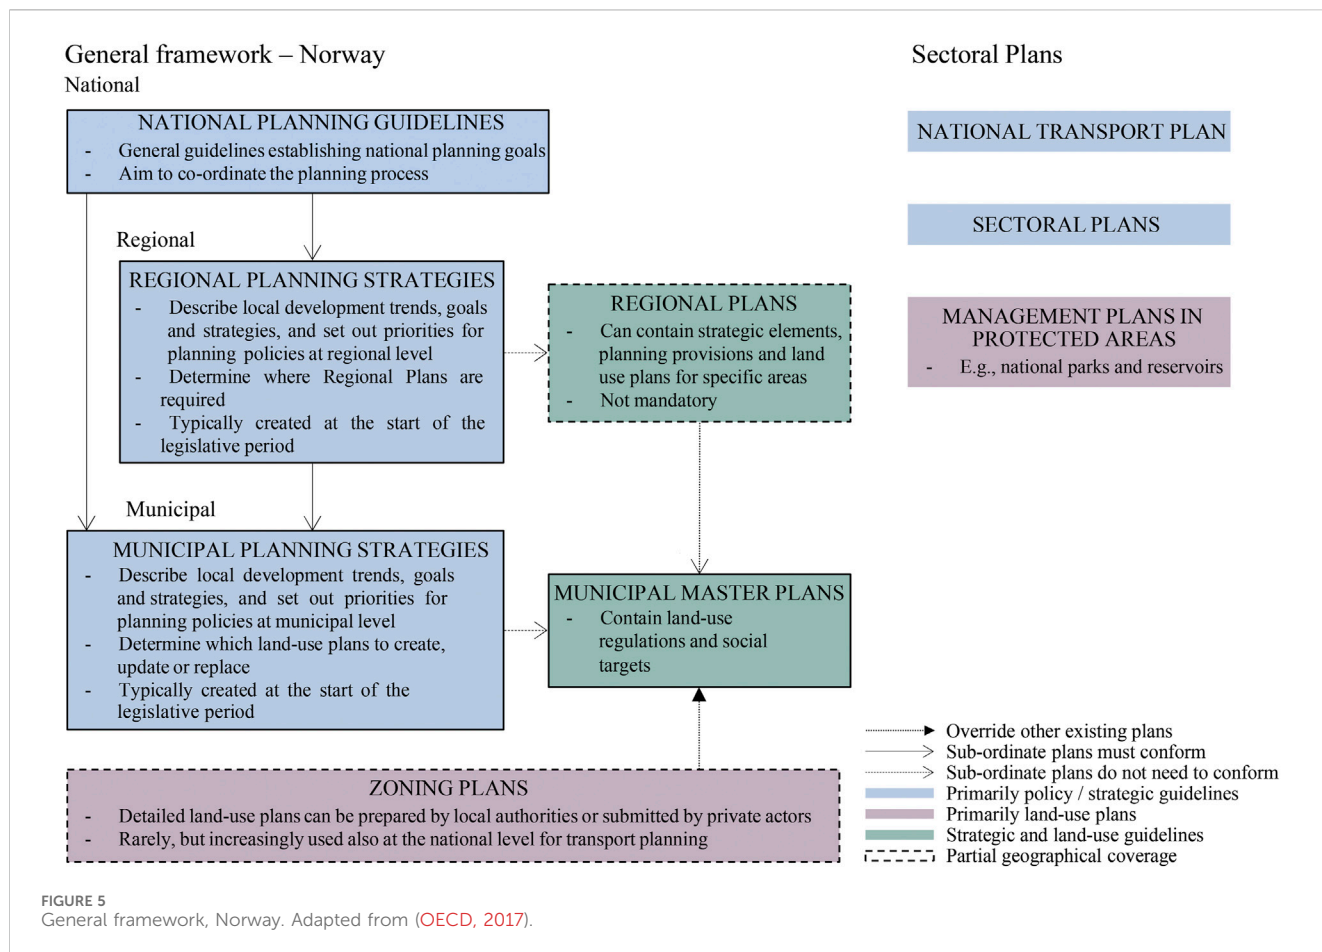 General framework – Norway
National
NATIONAL PLANNING GUIDELINES
- General guidelines establishing national planning goals
- Aim to co-ordinate the planning process
Regional
REGIONAL PLANNING STRATEGIES
- Describe local development trends, goals
and strategies, and set out priorities for
planning policies at regional level
- Determine where Regional Plans are
required
- Typically created at the start of the
legislative period
REGIONAL PLANS
- Can contain strategic elements,
planning provisions and land
use plans for specific areas
- Not mandatory
Municipal
MUNICIPAL PLANNING STRATEGIES
- Describe local development trends, goals
and strategies, and set out priorities for
planning policies at municipal level
- Determine which land-use plans to create,
update or replace
- Typically created at the start of the
legislative period
MUNICIPAL MASTER PLANS
- Contain land-use
regulations and social
targets
ZONING PLANS
- Detailed land-use plans can be prepared by local authorities or submitted by private actors
- Rarely, but increasingly used also at the national level for transport planning
Sectoral Plans
NATIONAL TRANSPORT PLAN
SECTORAL PLANS
MANAGEMENT PLANS IN
PROTECTED AREAS
- E.g., national parks and reservoirs
Override other existing plans
Sub-ordinate plans must conform
Sub-ordinate plans do not need to conform
Primarily policy / strategic guidelines
Primarily land-use plans
Strategic and land-use guidelines
Partial geographical coverage
FIGURE 5
General framework, Norway. Adapted from (OECD, 2017).